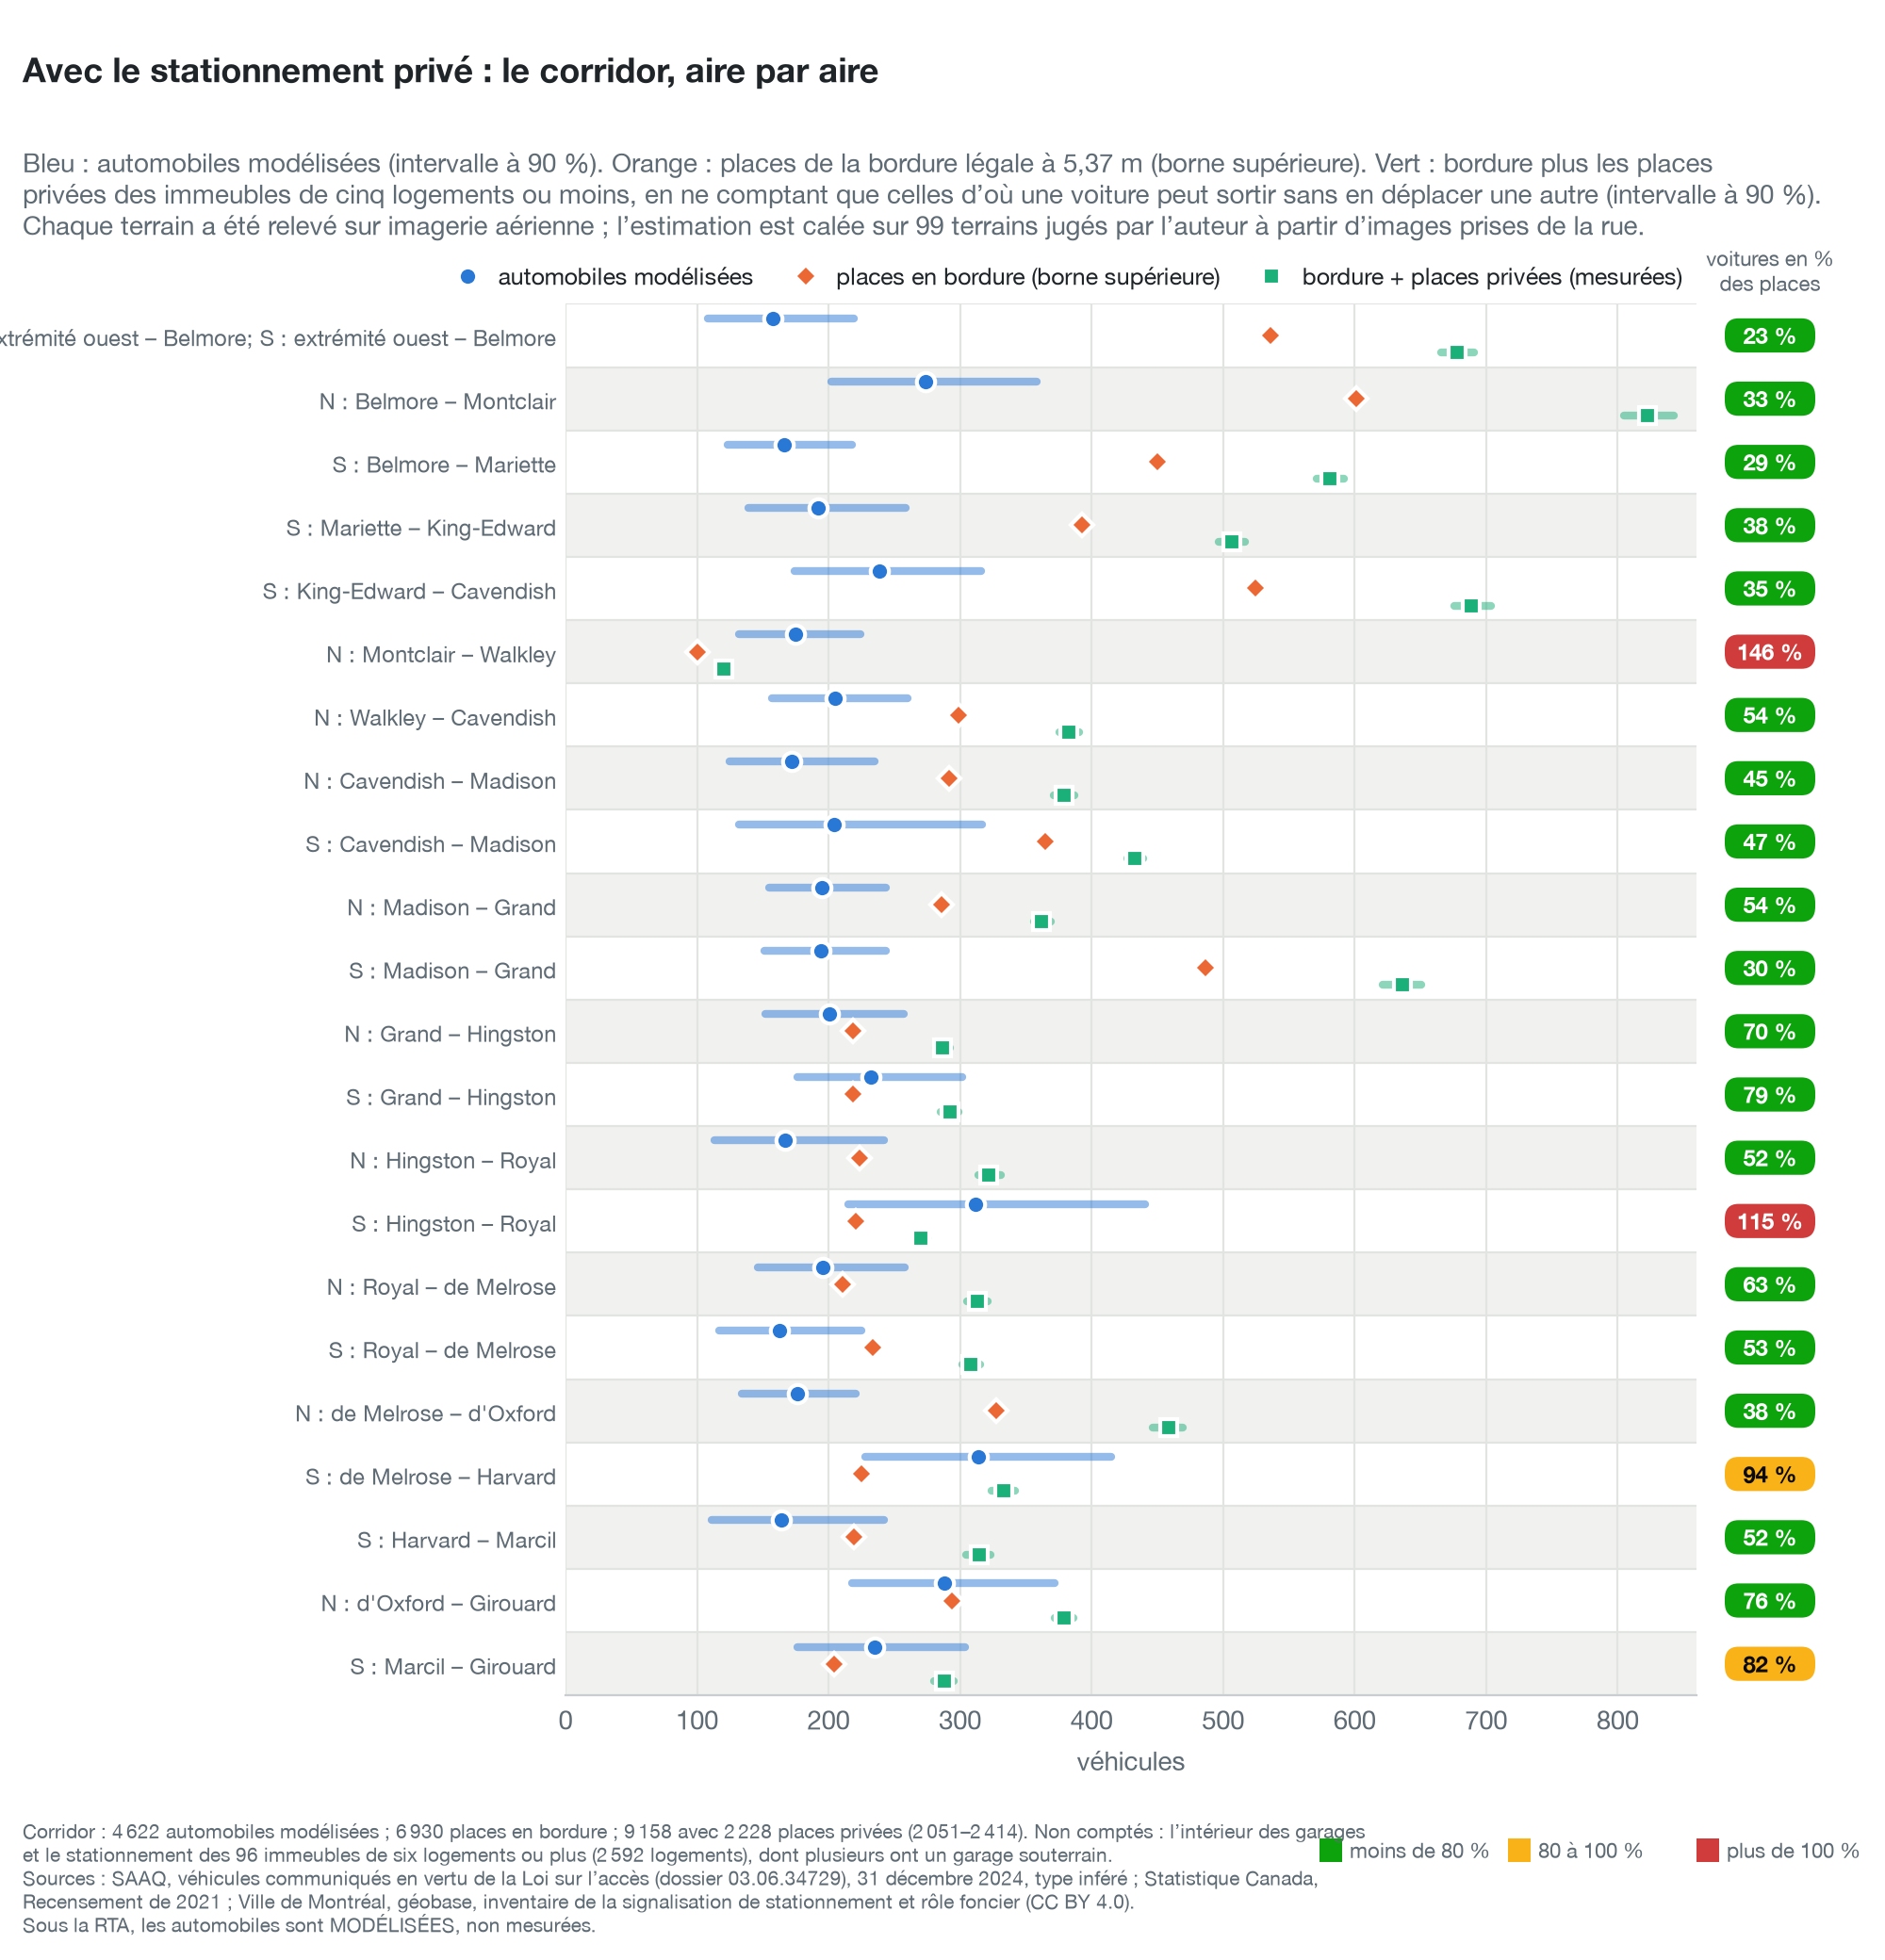 Avec le stationnement privé : le corridor, aire par aire
Bleu : automobiles modélisées (intervalle à 90 %). Orange : places de la bordure légale à 5,37 m (borne supérieure). Vert : bordure plus les places
privées des immeubles de cinq logements ou moins, en ne comptant que celles d’où une voiture peut sortir sans en déplacer une autre (intervalle à 90 %).
Chaque terrain a été relevé sur imagerie aérienne ; l’estimation est calée sur 99 terrains jugés par l’auteur à partir d’images prises de la rue.
automobiles modélisées places en bordure (borne supérieure) bordure + places privées (mesurées)
voitures en %
des places
xtrémité ouest – Belmore; S : extrémité ouest – Belmore 23 %
N : Belmore – Montclair 33 %
S : Belmore – Mariette 29 %
S : Mariette – King-Edward 38 %
S : King-Edward – Cavendish 35 %
N : Montclair – Walkley 146 %
N : Walkley – Cavendish 54 %
N : Cavendish – Madison 45 %
S : Cavendish – Madison 47 %
N : Madison – Grand 54 %
S : Madison – Grand 30 %
N : Grand – Hingston 70 %
S : Grand – Hingston 79 %
N : Hingston – Royal 52 %
S : Hingston – Royal 115 %
N : Royal – de Melrose 63 %
S : Royal – de Melrose 53 %
N : de Melrose – d'Oxford 38 %
S : de Melrose – Harvard 94 %
S : Harvard – Marcil 52 %
N : d'Oxford – Girouard 76 %
S : Marcil – Girouard 82 %
0 100 200 300 400 500 600 700 800
véhicules
Corridor : 4 622 automobiles modélisées ; 6 930 places en bordure ; 9 158 avec 2 228 places privées (2 051–2 414). Non comptés : l’intérieur des garages
et le stationnement des 96 immeubles de six logements ou plus (2 592 logements), dont plusieurs ont un garage souterrain.
Sources : SAAQ, véhicules communiqués en vertu de la Loi sur l’accès (dossier 03.06.34729), 31 décembre 2024, type inféré ; Statistique Canada,
Recensement de 2021 ; Ville de Montréal, géobase, inventaire de la signalisation de stationnement et rôle foncier (CC BY 4.0).
Sous la RTA, les automobiles sont MODÉLISÉES, non mesurées.
moins de 80 % 80 à 100 % plus de 100 %